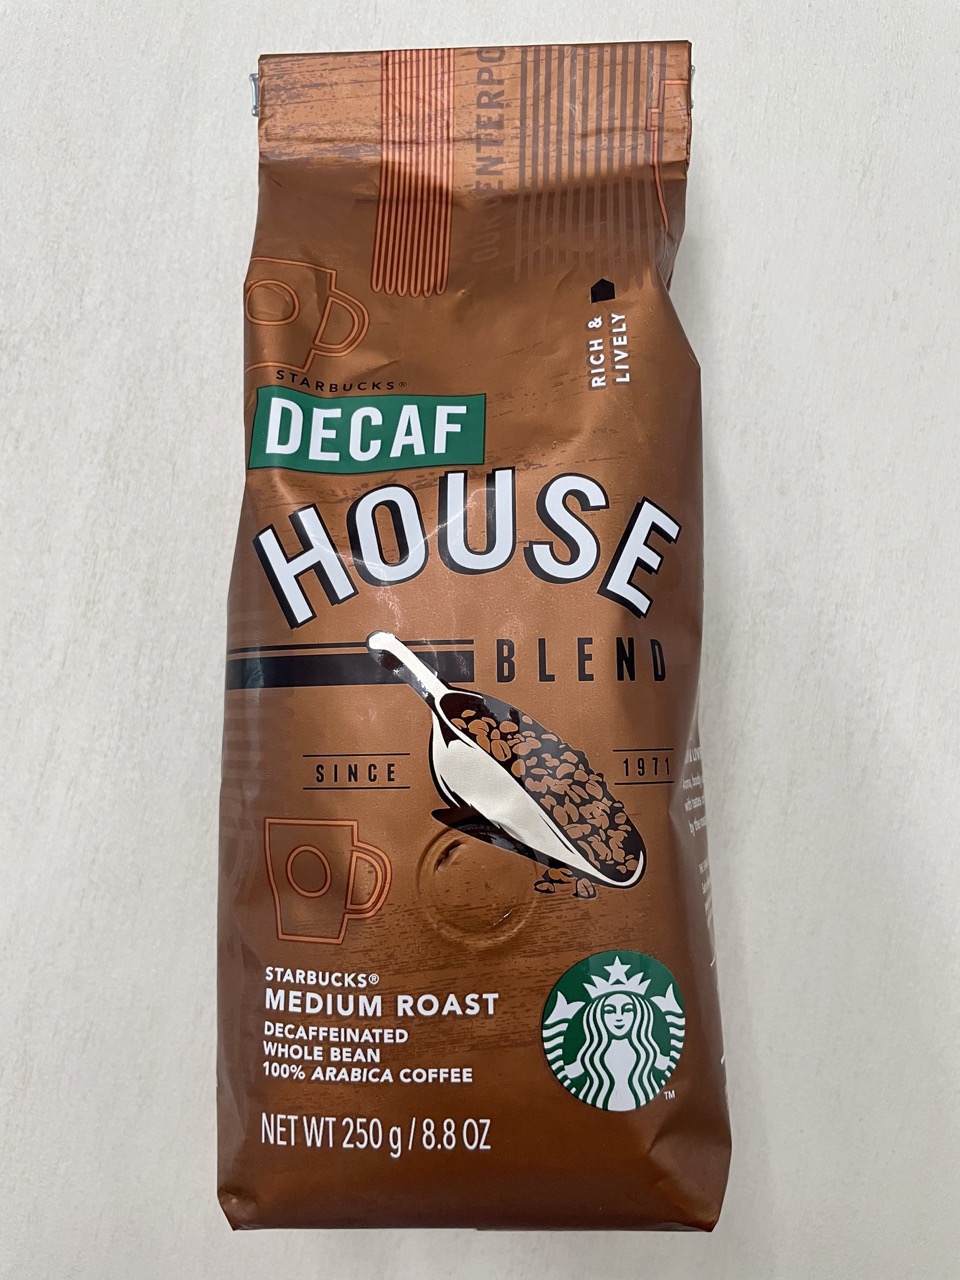 RICH &
LIVELY
STARBUCKS®
DECAF
HOUSE
BLEND
SINCE
1971
STARBUCKS®
MEDIUM ROAST
DECAFFEINATED
WHOLE BEAN
100% ARABICA COFFEE
NET WT 250 g / 8.8 OZ
TM